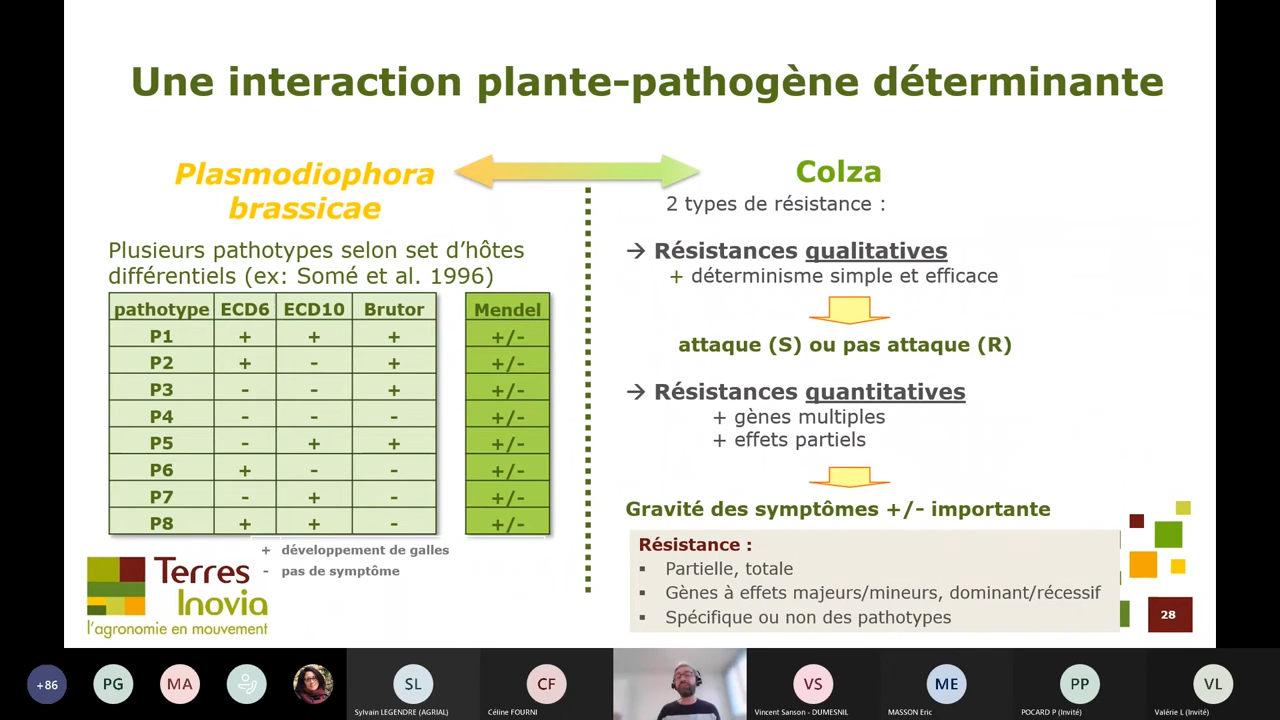 Une interaction plante-pathogène déterminante
Plasmodiophora
brassicae
Plusieurs pathotypes selon set d’hôtes
différentiels (ex: Somé et al. 1996)
pathotype ECD6 ECD10 Brutor Mendel
P1 + + + +/-
P2 + - + +/-
P3 - - + +/-
P4 - - - +/-
P5 - + + +/-
P6 + - - +/-
P7 - + - +/-
P8 + + - +/-
+ développement de galles
- pas de symptôme
Terres
Inovia
l’agronomie en mouvement
Colza
2 types de résistance :
→ Résistances qualitatives
+ déterminisme simple et efficace
attaque (S) ou pas attaque (R)
→ Résistances quantitatives
+ gènes multiples
+ effets partiels
Gravité des symptômes +/- importante
Résistance :
▪ Partielle, totale
▪ Gènes à effets majeurs/mineurs, dominant/récessif
▪ Spécifique ou non des pathotypes
28
+86 PG MA SL CF VS ME PP VL
Sylvain LEGENDRE (AGRIAL) Céline FOURNI Vincent Sanson - DUMESNIL MASSON Eric POCARD P (Invité) Valérie L (Invité)